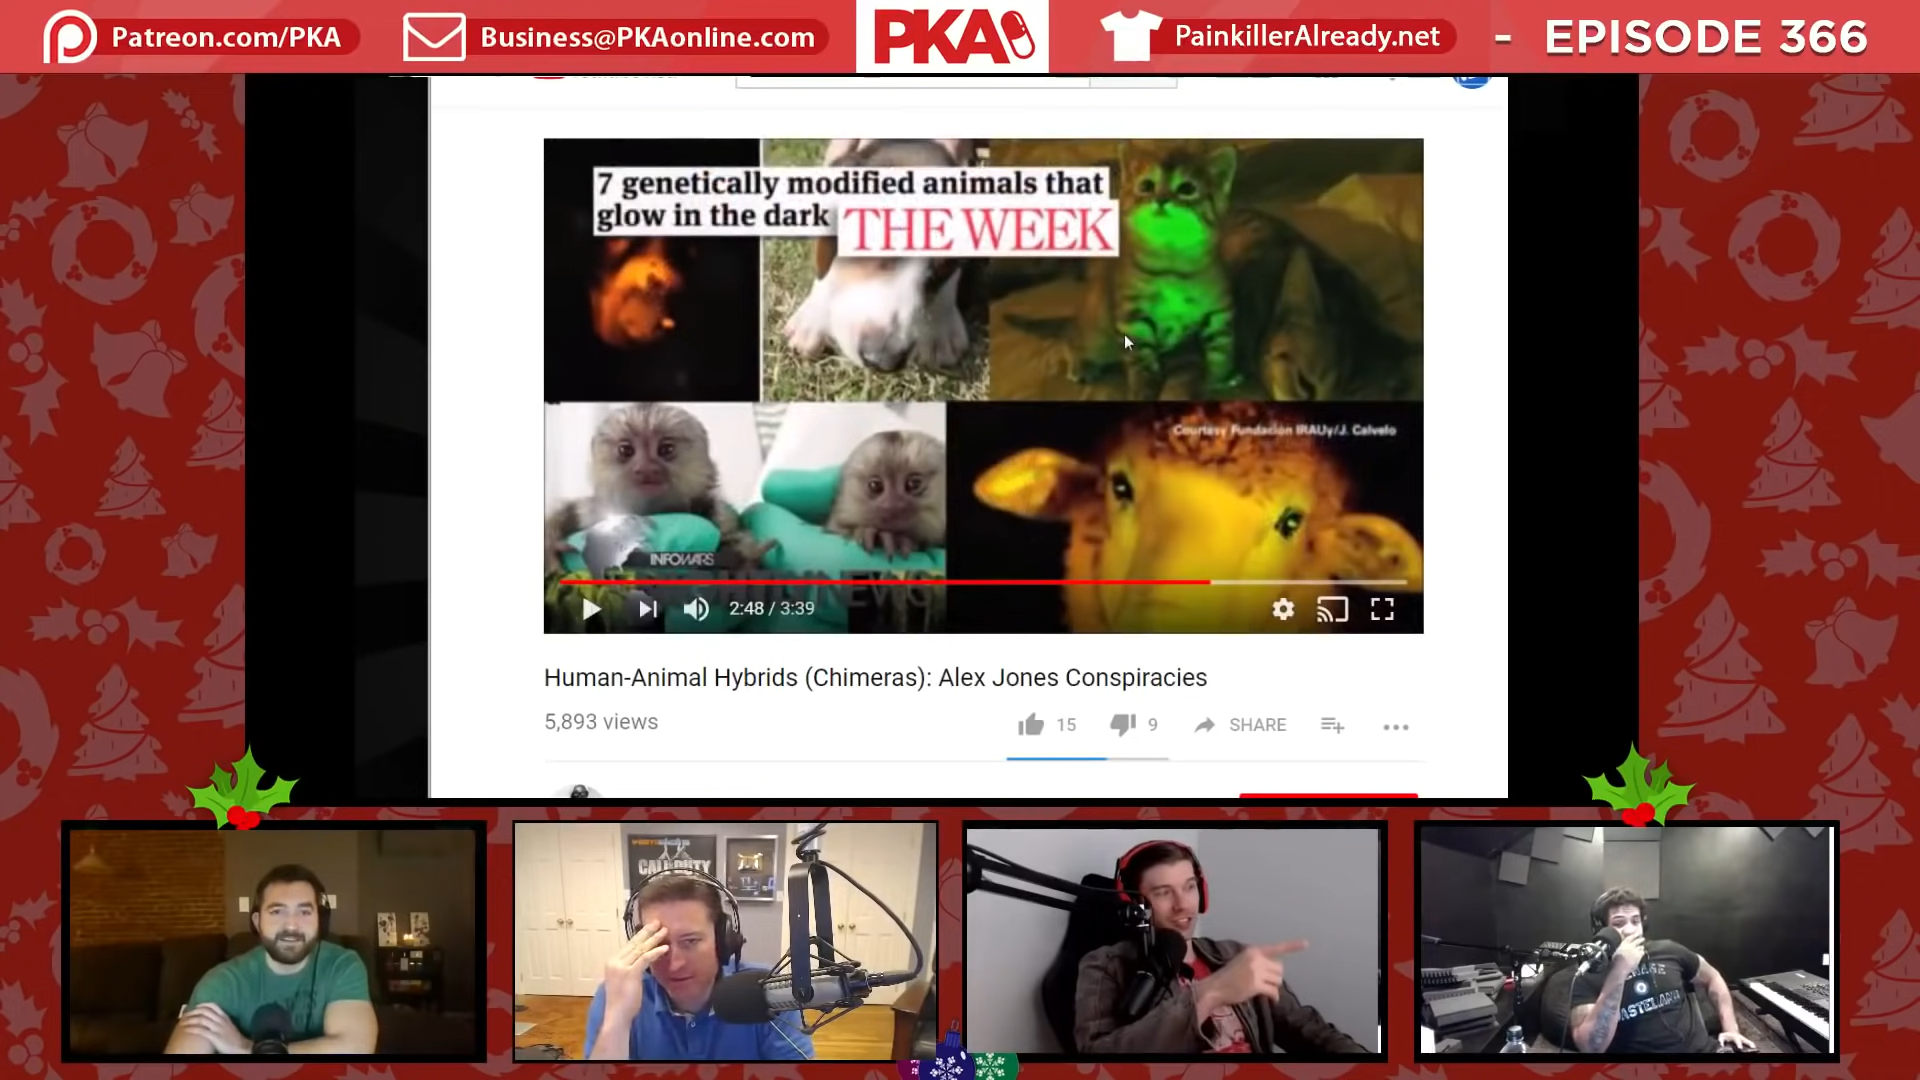 Patreon.com/PKA
Business@PKAonline.com
PKA
PainkillerAlready.net
- EPISODE 366
7 genetically modified animals that
glow in the dark
THE WEEK
Courtesy Fundacion IRAUy/J. Calvelo
INFOWARS
2:48 / 3:39
Human-Animal Hybrids (Chimeras): Alex Jones Conspiracies
5,893 views
15
9
SHARE
CALL OF DUTY